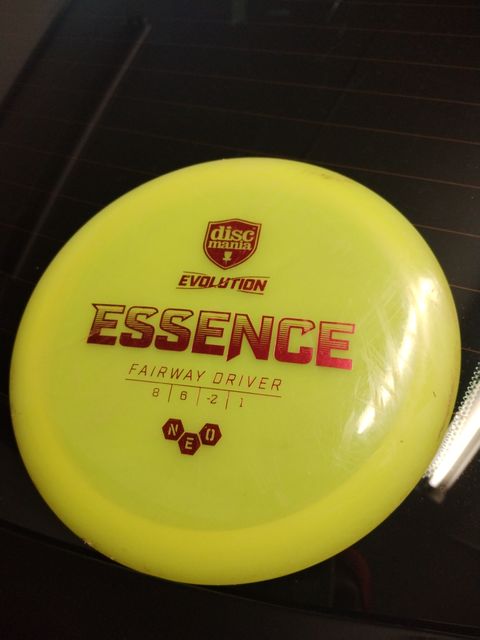 disc
mania
EVOLUTION
ESSENCE
FAIRWAY DRIVER
8 | 6 | -2 | 1
NEO